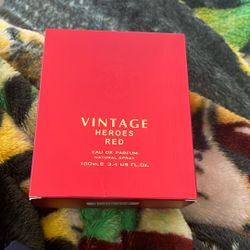 VINTAGE
HEROES
RED
EAU DE PARFUM
NATURAL SPRAY
100ml.E 3.4 US FL.OZ.